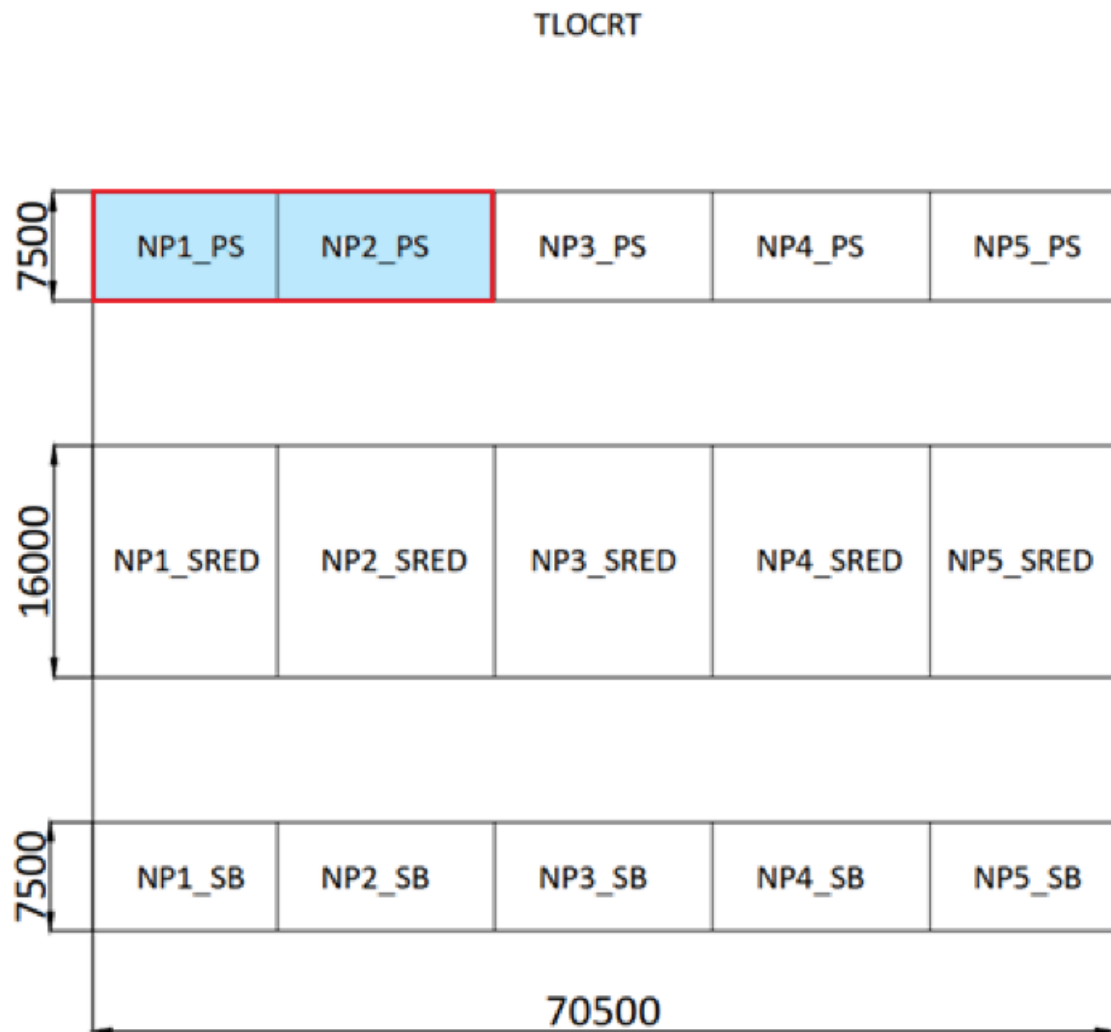 TLOCRT
7500
NP1_PS NP2_PS NP3_PS NP4_PS NP5_PS
16000
NP1_SRED NP2_SRED NP3_SRED NP4_SRED NP5_SRED
7500
NP1_SB NP2_SB NP3_SB NP4_SB NP5_SB
70500